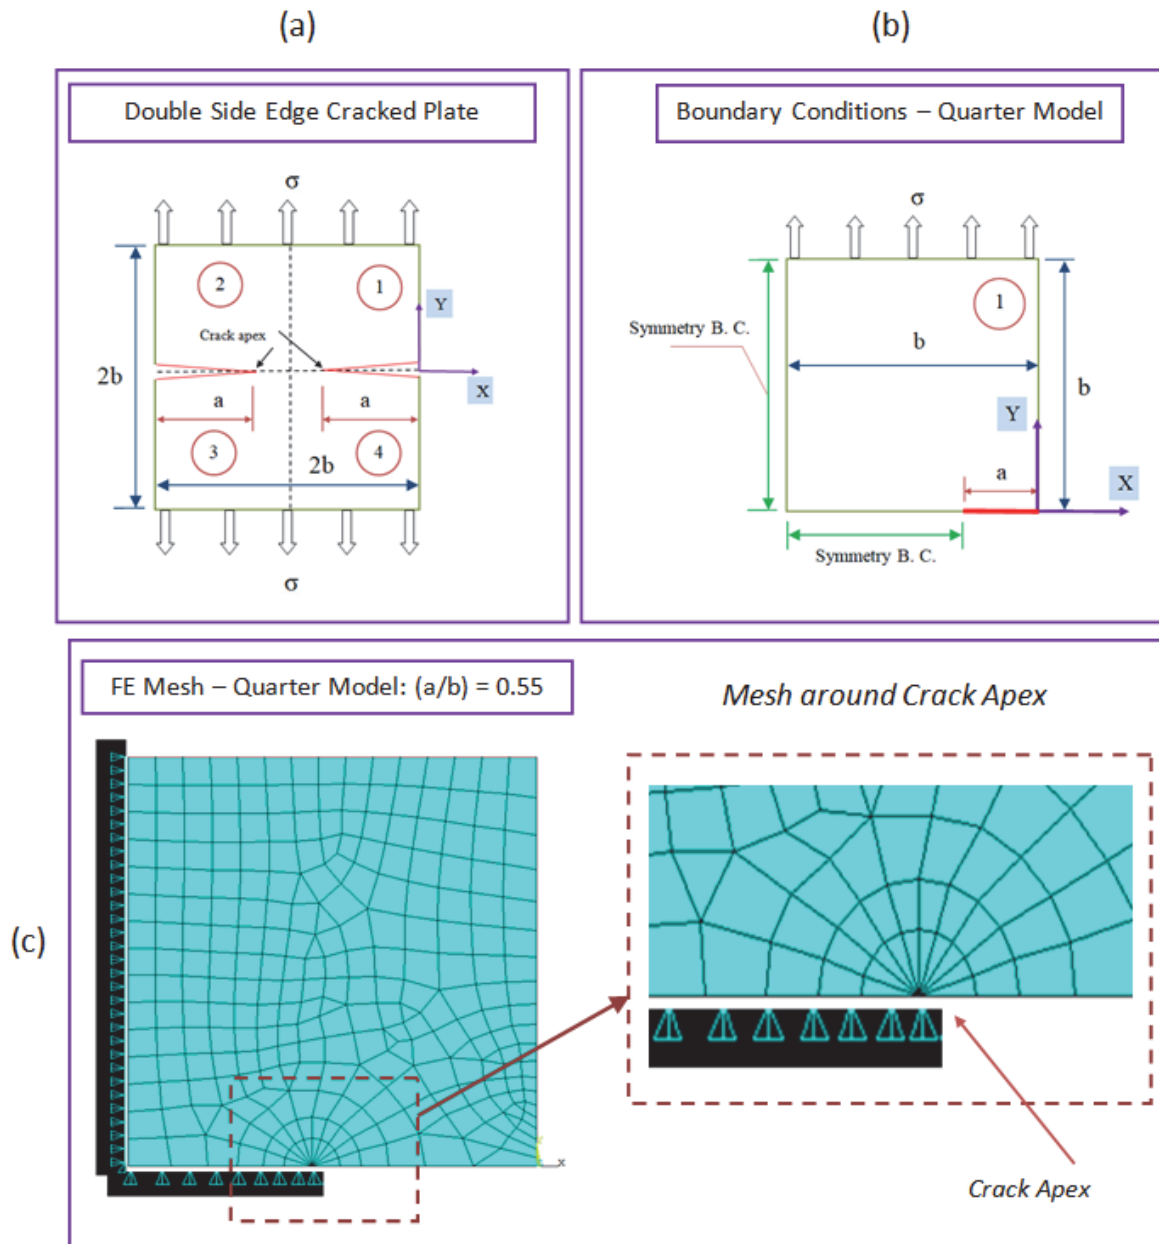 (a)
(b)
Double Side Edge Cracked Plate
Boundary Conditions – Quarter Model
σ
σ
2
1
1
Y
Crack apex
Symmetry B. C.
b
2b
X
b
a
a
Y
3
4
a
X
2b
Symmetry B. C.
σ
FE Mesh – Quarter Model: (a/b) = 0.55
Mesh around Crack Apex
(c)
X
Crack Apex